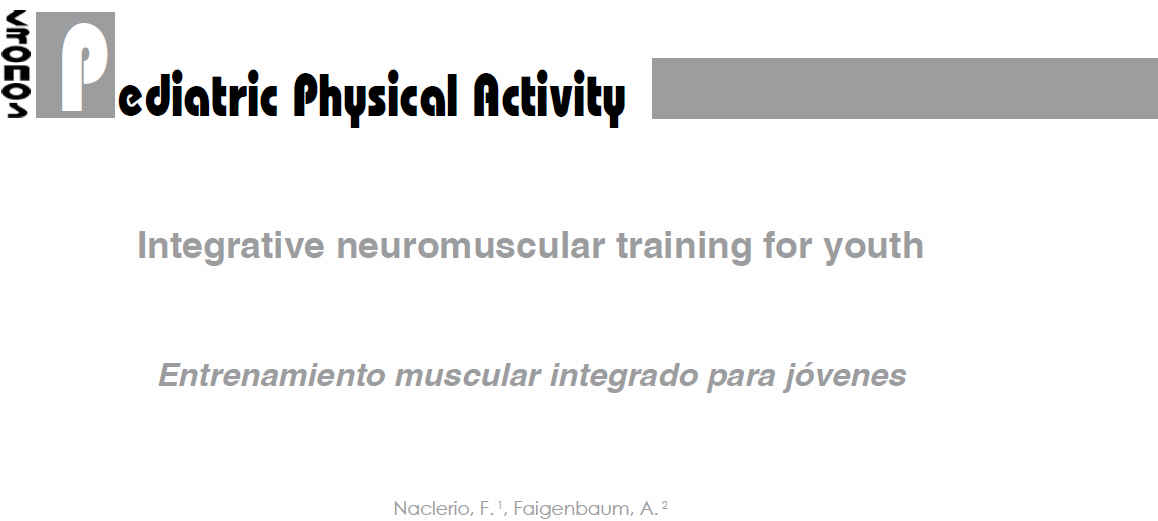 KRONOS
Pediatric Physical Activity
Integrative neuromuscular training for youth
Entrenamiento muscular integrado para jóvenes
Naclerio, F. 1, Faigenbaum, A. 2